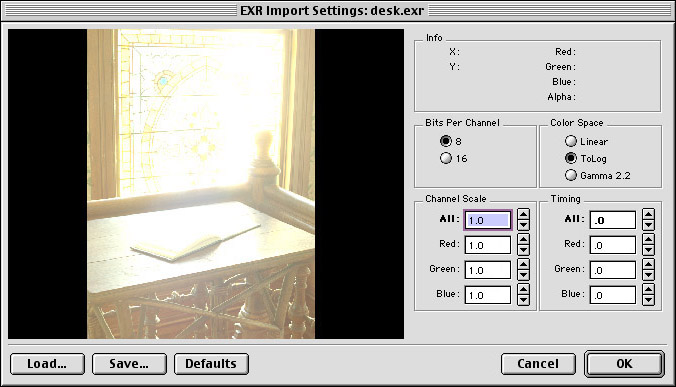 EXR Import Settings: desk.exr
Info
X: Red:
Y: Green:
Blue:
Alpha:
Bits Per Channel
8
16
Color Space
Linear
ToLog
Gamma 2.2
Channel Scale
All: 1.0
Red: 1.0
Green: 1.0
Blue: 1.0
Timing
All: .0
Red: .0
Green: .0
Blue: .0
Load... Save... Defaults Cancel OK